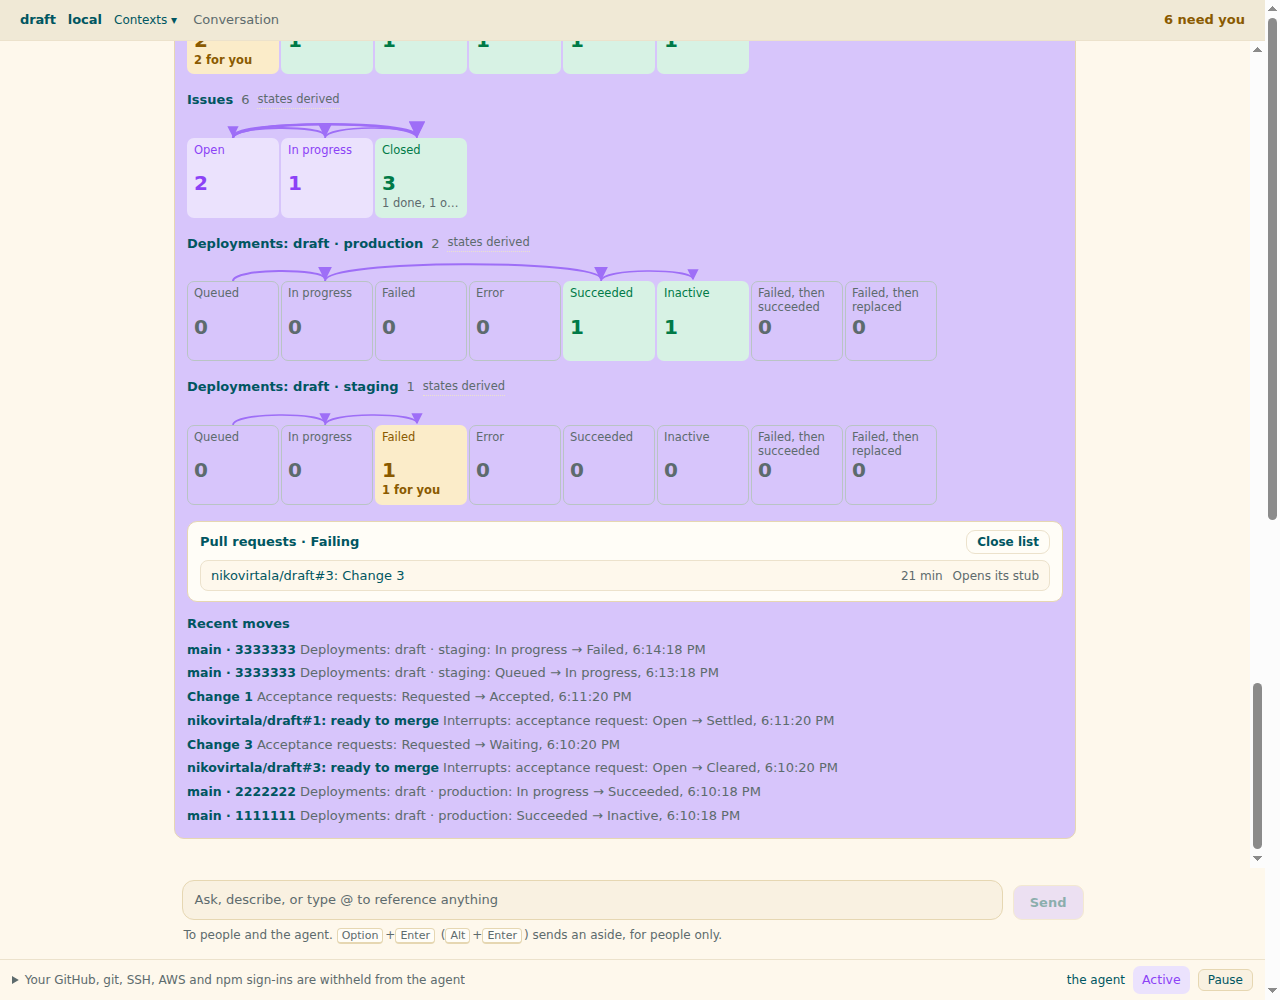 draft local Contexts ▾ Conversation 6 need you
2 1 1 1 1 1
2 for you
Issues 6 states derived
Open In progress Closed
2 1 3
1 done, 1 o…
Deployments: draft · production 2 states derived
Queued In progress Failed Error Succeeded Inactive Failed, then succeeded Failed, then replaced
0 0 0 0 1 1 0 0
Deployments: draft · staging 1 states derived
Queued In progress Failed Error Succeeded Inactive Failed, then succeeded Failed, then replaced
0 0 1 0 0 0 0 0
1 for you
Pull requests · Failing Close list
nikovirtala/draft#3: Change 3 21 min Opens its stub
Recent moves
main · 3333333 Deployments: draft · staging: In progress → Failed, 6:14:18 PM
main · 3333333 Deployments: draft · staging: Queued → In progress, 6:13:18 PM
Change 1 Acceptance requests: Requested → Accepted, 6:11:20 PM
nikovirtala/draft#1: ready to merge Interrupts: acceptance request: Open → Settled, 6:11:20 PM
Change 3 Acceptance requests: Requested → Waiting, 6:10:20 PM
nikovirtala/draft#3: ready to merge Interrupts: acceptance request: Open → Cleared, 6:10:20 PM
main · 2222222 Deployments: draft · production: In progress → Succeeded, 6:10:18 PM
main · 1111111 Deployments: draft · production: Succeeded → Inactive, 6:10:18 PM
Ask, describe, or type @ to reference anything Send
To people and the agent. Option + Enter ( Alt + Enter ) sends an aside, for people only.
▶ Your GitHub, git, SSH, AWS and npm sign-ins are withheld from the agent the agent Active Pause